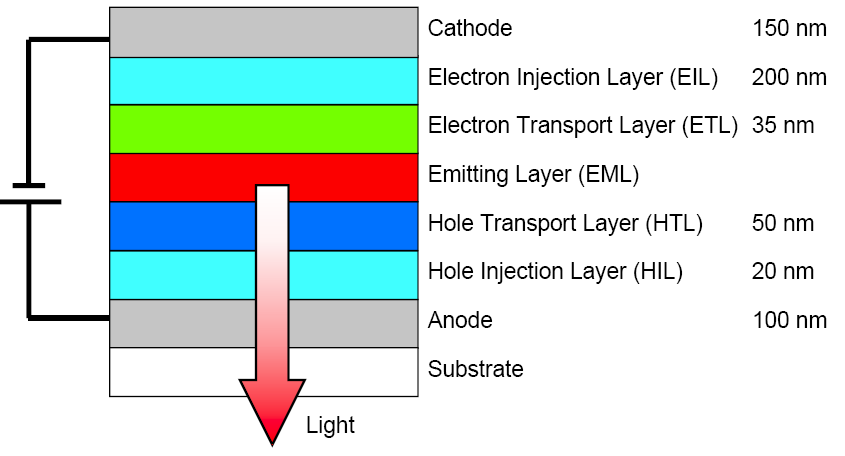 Cathode 150 nm
Electron Injection Layer (EIL) 200 nm
Electron Transport Layer (ETL) 35 nm
Emitting Layer (EML)
Hole Transport Layer (HTL) 50 nm
Hole Injection Layer (HIL) 20 nm
Anode 100 nm
Substrate
Light